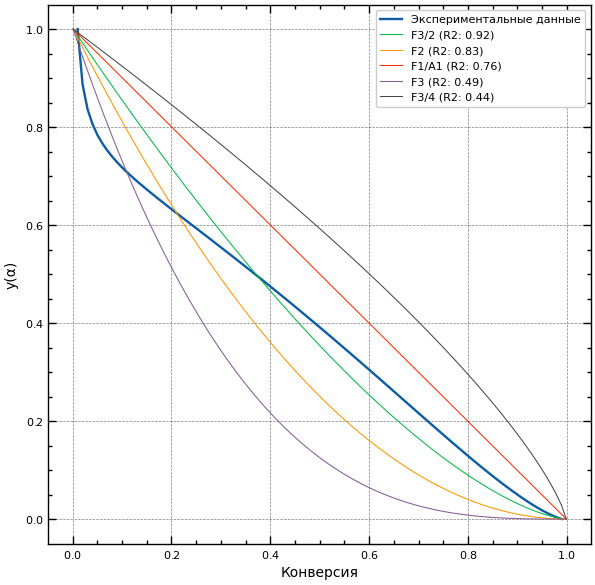 Экспериментальные данные
F3/2 (R2: 0.92)
F2 (R2: 0.83)
F1/A1 (R2: 0.76)
F3 (R2: 0.49)
F3/4 (R2: 0.44)
y(α)
1.0
0.8
0.6
0.4
0.2
0.0
0.0 0.2 0.4 0.6 0.8 1.0
Конверсия